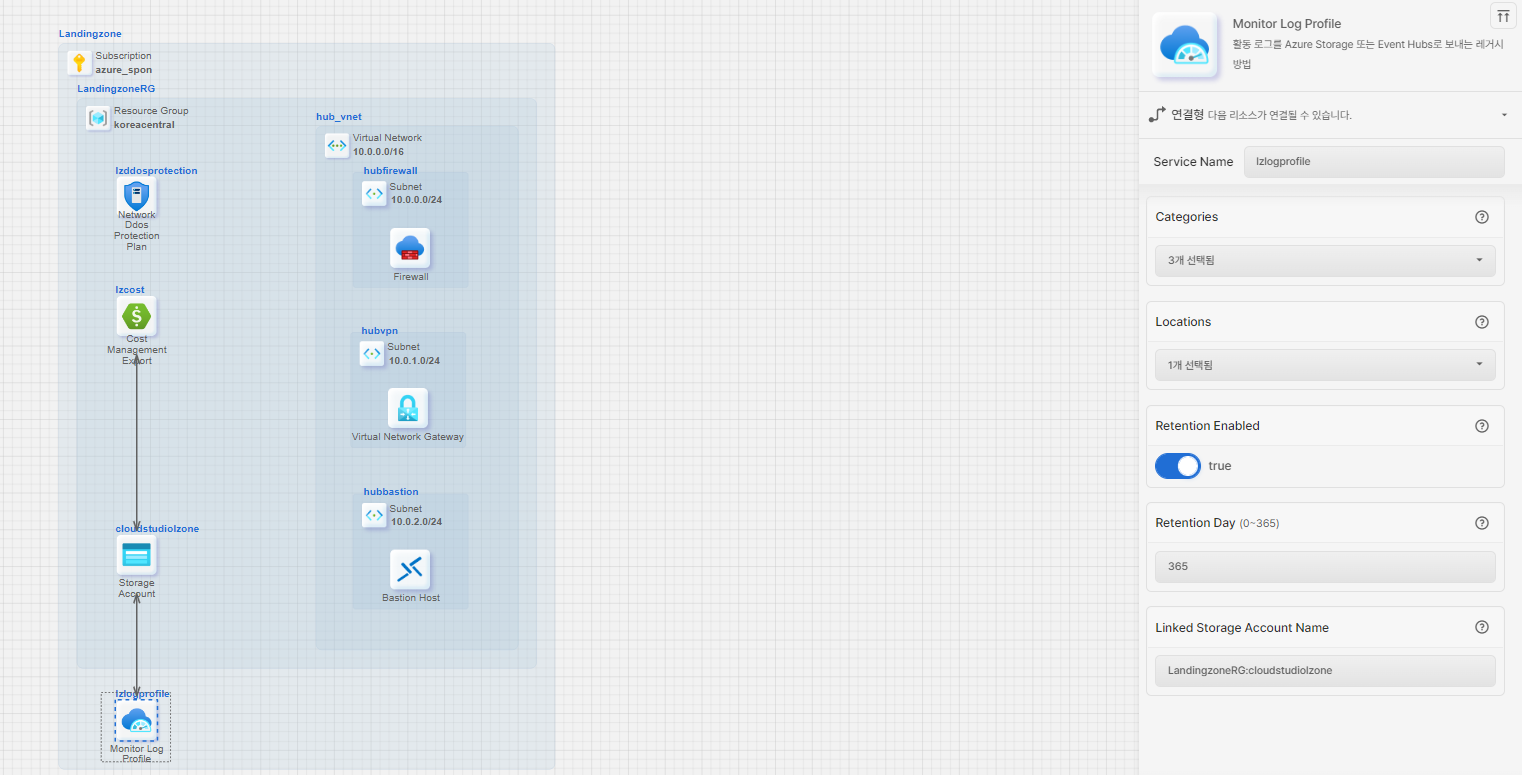 Landingzone
Subscription
azure_spon
LandingzoneRG
Resource Group
koreacentral
lzddosprotection
Network
Ddos
Protection
Plan
lzcost
Cost
Management
Export
cloudstudiolzone
Storage
Account
lzlogprofile
Monitor Log
Profile
hub_vnet
Virtual Network
10.0.0.0/16
hubfirewall
Subnet
10.0.0.0/24
Firewall
hubvpn
Subnet
10.0.1.0/24
Virtual Network Gateway
hubbastion
Subnet
10.0.2.0/24
Bastion Host
Monitor Log Profile
활동 로그를 Azure Storage 또는 Event Hubs로 보내는 레거시
방법
연결형 다음 리소스가 연결될 수 있습니다.
Service Name lzlogprofile
Categories
3개 선택됨
Locations
1개 선택됨
Retention Enabled
true
Retention Day (0~365)
365
Linked Storage Account Name
LandingzoneRG:cloudstudiolzone